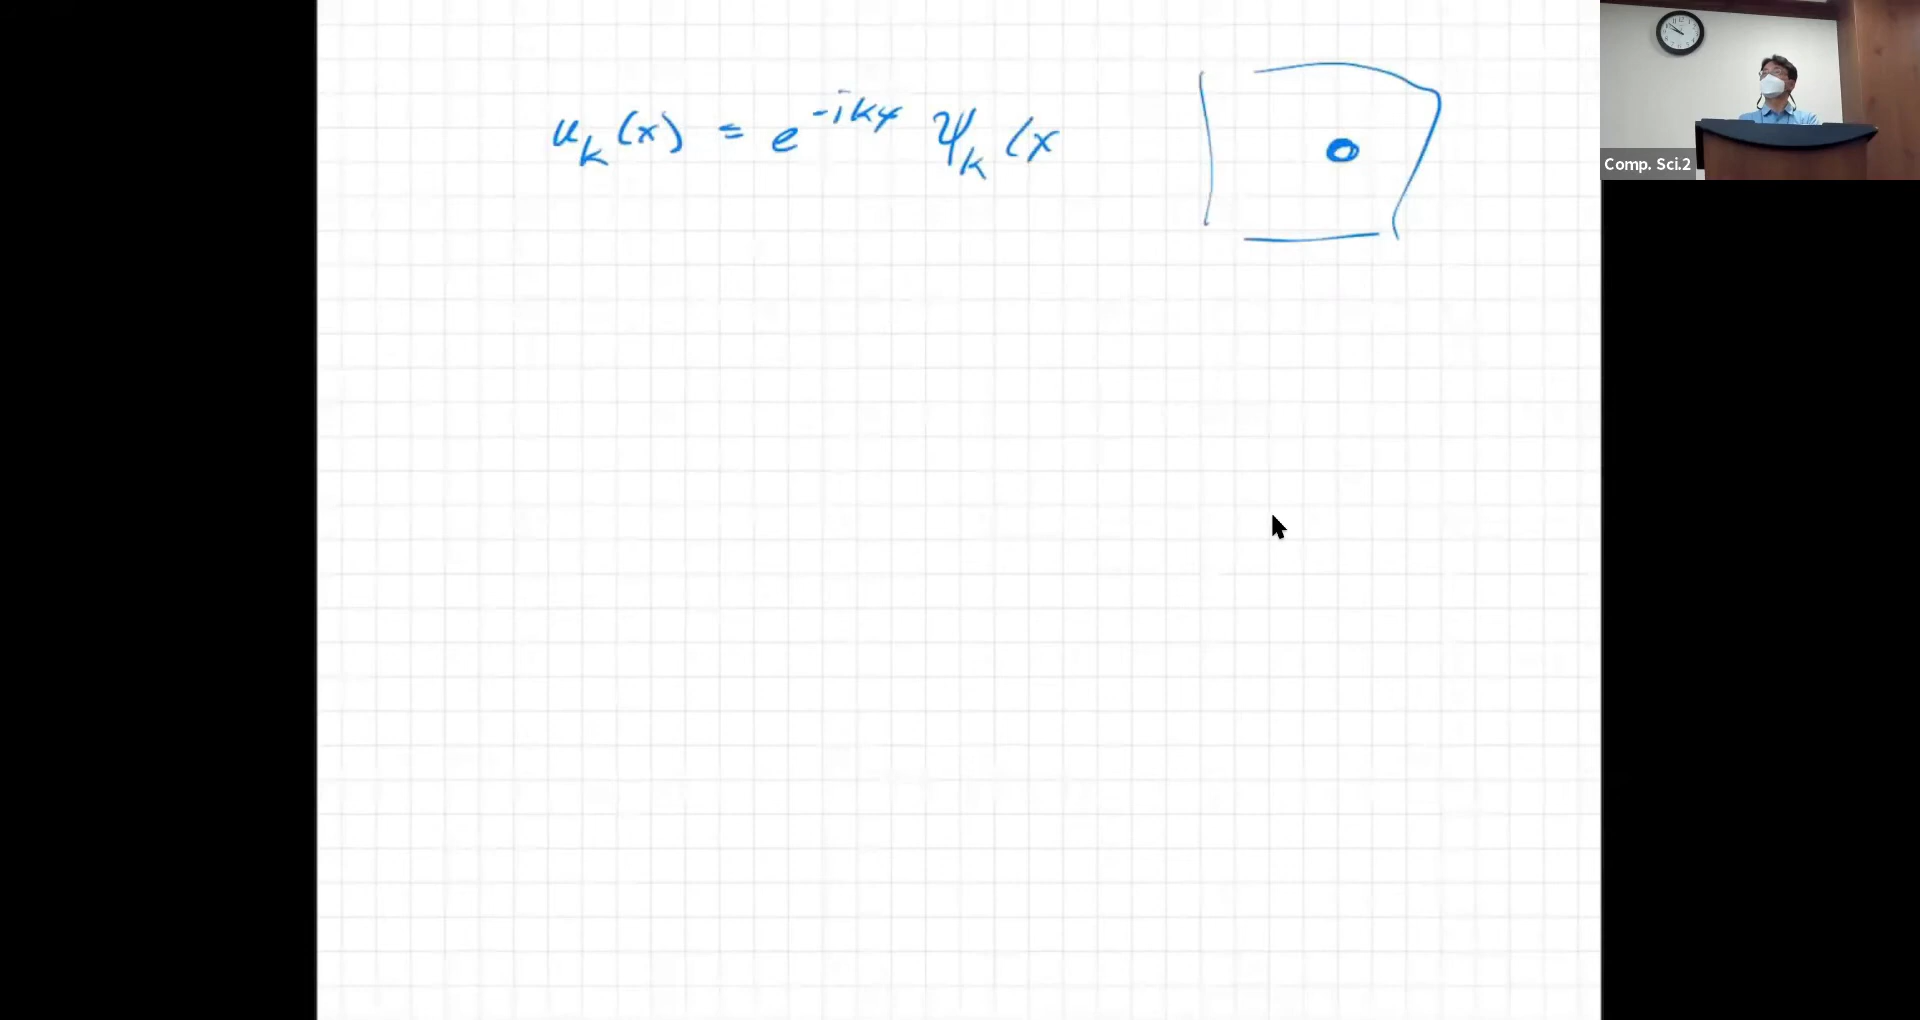 u_k(x) = e^{-ikx} ψ_k(x
Comp. Sci.2